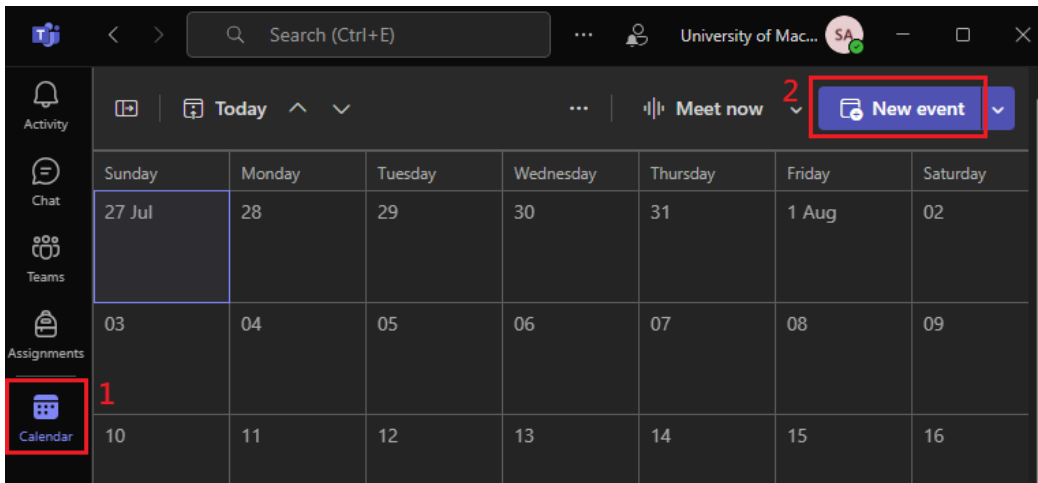 Search (Ctrl+E)
...
University of Mac...
SA
Activity
Today
...
Meet now
2
New event
Chat
Teams
Assignments
1
Calendar
Sunday Monday Tuesday Wednesday Thursday Friday Saturday
27 Jul 28 29 30 31 1 Aug 02
03 04 05 06 07 08 09
10 11 12 13 14 15 16